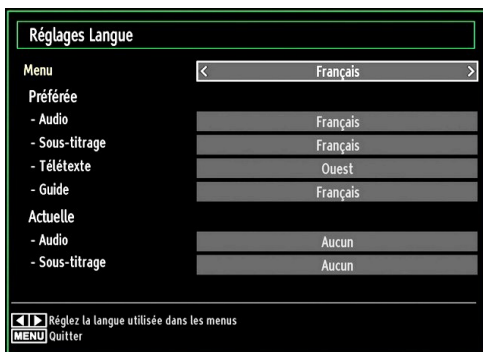 Réglages Langue
Menu < Français >
Préférée
- Audio Français
- Sous-titrage Français
- Télétexte Ouest
- Guide Français
Actuelle
- Audio Aucun
- Sous-titrage Aucun
Réglez la langue utilisée dans les menus
MENU Quitter